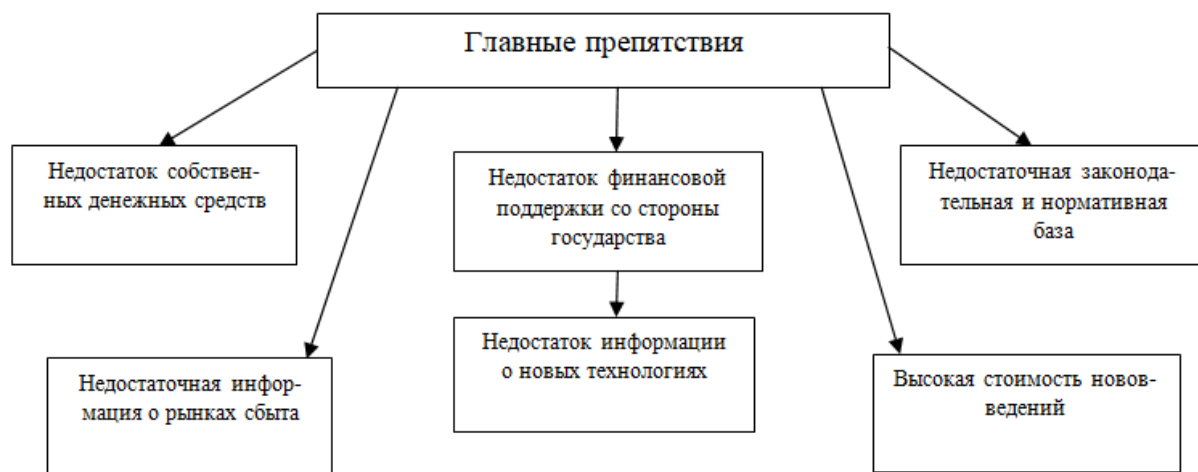 Главные препятствия
Недостаток собствен-
ных денежных средств
Недостаток финансовой
поддержки со стороны
государства
Недостаточная законода-
тельная и нормативная
база
Недостаточная инфор-
мация о рынках сбыта
Недостаток информации
о новых технологиях
Высокая стоимость новов-
ведений